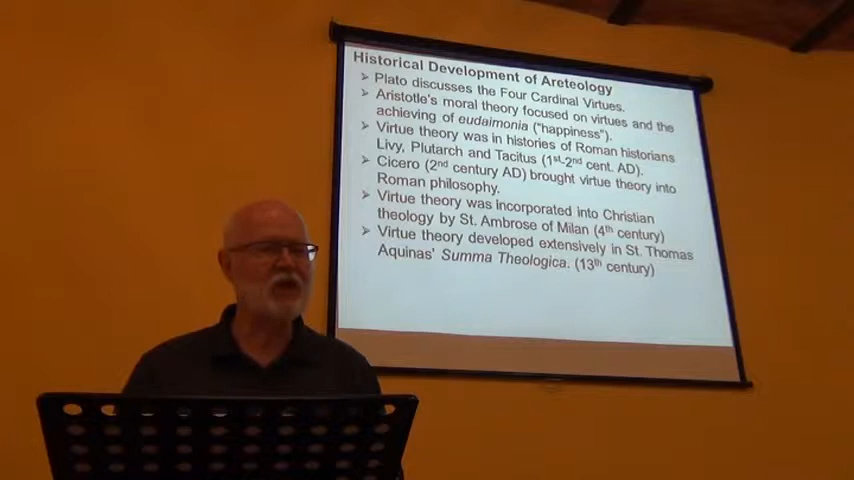 Historical Development of Areteology
➢ Plato discusses the Four Cardinal Virtues.
➢ Aristotle's moral theory focused on virtues and the
achieving of eudaimonia ("happiness").
➢ Virtue theory was in histories of Roman historians
Livy, Plutarch and Tacitus (1st-2nd cent. AD).
➢ Cicero (2nd century AD) brought virtue theory into
Roman philosophy.
➢ Virtue theory was incorporated into Christian
theology by St. Ambrose of Milan (4th century)
➢ Virtue theory developed extensively in St. Thomas
Aquinas' Summa Theologica. (13th century)